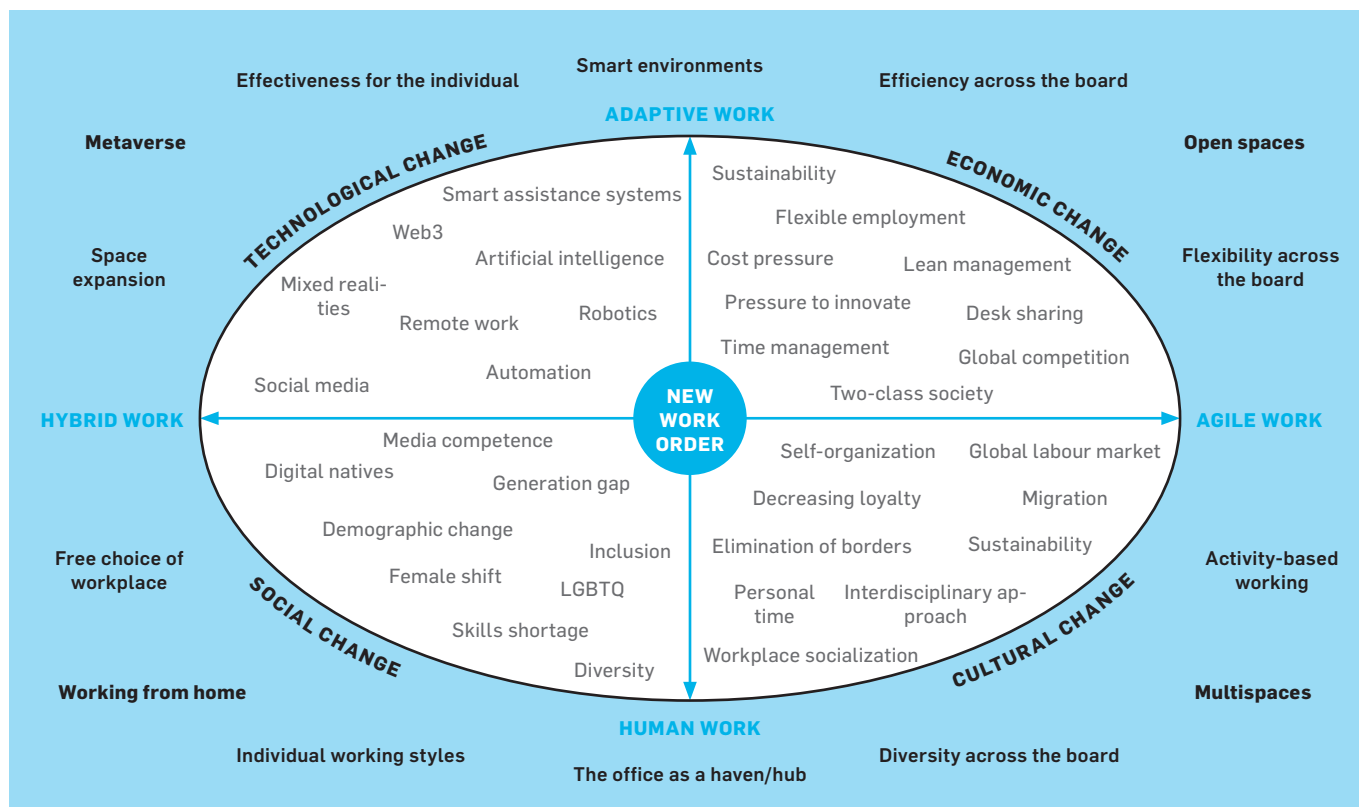 Smart environments
Effectiveness for the individual
Efficiency across the board
ADAPTIVE WORK
Metaverse
Open spaces
TECHNOLOGICAL CHANGE
ECONOMIC CHANGE
Space
expansion
Flexibility across
the board
Smart assistance systems
Web3
Artificial intelligence
Mixed reali-
ties
Remote work
Robotics
Automation
Social media
Sustainability
Flexible employment
Cost pressure
Lean management
Pressure to innovate
Desk sharing
Time management
Global competition
Two-class society
HYBRID WORK
NEW
WORK
ORDER
AGILE WORK
Media competence
Digital natives
Generation gap
Demographic change
Inclusion
Female shift
LGBTQ
Skills shortage
Diversity
Self-organization
Global labour market
Decreasing loyalty
Migration
Elimination of borders
Sustainability
Personal
time
Interdisciplinary ap-
proach
Workplace socialization
Free choice of
workplace
Activity-based
working
SOCIAL CHANGE
CULTURAL CHANGE
Working from home
Multispaces
HUMAN WORK
Individual working styles
Diversity across the board
The office as a haven/hub